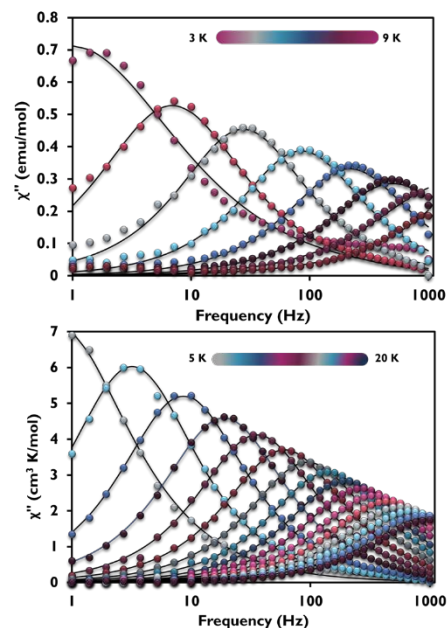 0.8
3 K 9 K
0.7
0.6
0.5
0.4
0.3
0.2
0.1
0
χ" (emu/mol)
1 10 100 1000
Frequency (Hz)
7
5 K 20 K
6
5
4
3
2
1
0
χ" (cm³ K/mol)
1 10 100 1000
Frequency (Hz)